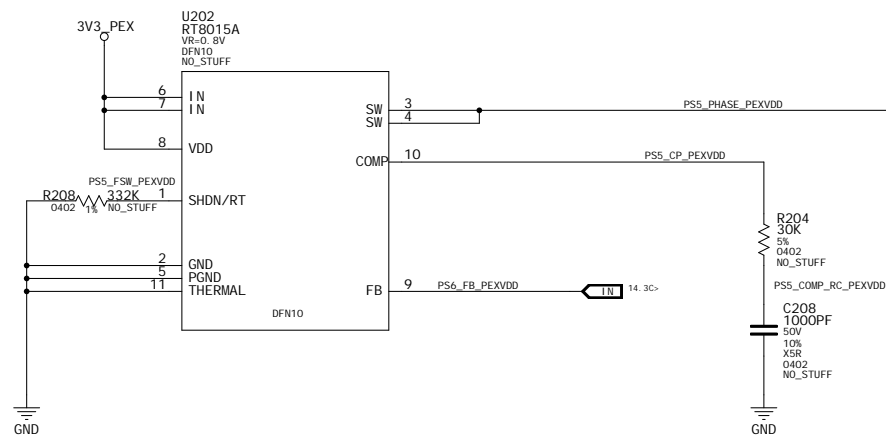 3V3_PEX
U202
RT8015A
VR=0.8V
DFN10
NO_STUFF
6 IN
7 IN
8 VDD
PS5_FSW_PEXVDD
R208 332K 1 SHDN/RT
0402 1% NO_STUFF
2 GND
5 PGND
11 THERMAL
DFN10
SW 3 PS5_PHASE_PEXVDD
SW 4
COMP 10 PS5_CP_PEXVDD
FB 9 PS6_FB_PEXVDD IN 14.3C>
R204
30K
5%
0402
NO_STUFF
PS5_COMP_RC_PEXVDD
C208
1000PF
50V
10%
X5R
0402
NO_STUFF
GND
GND